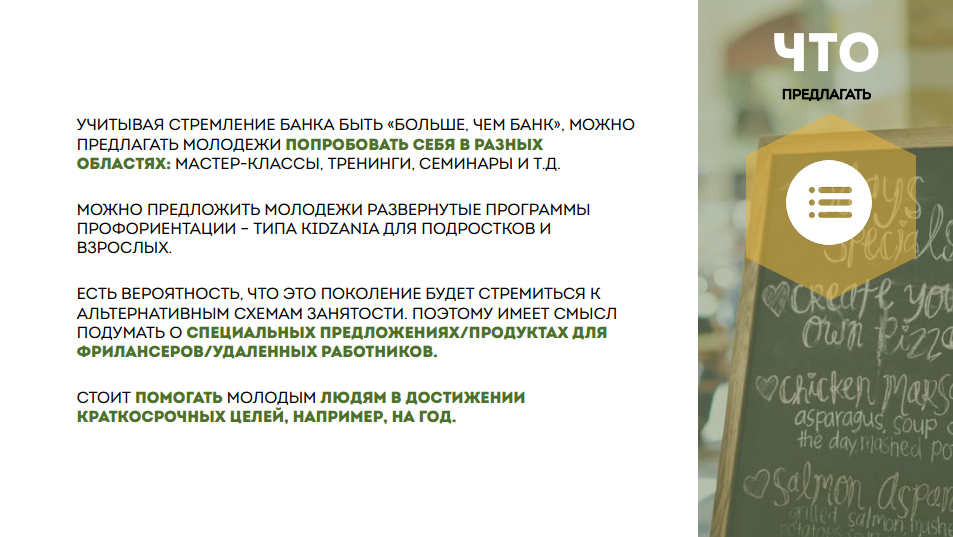 ЧТО
ПРЕДЛАГАТЬ
УЧИТЫВАЯ СТРЕМЛЕНИЕ БАНКА БЫТЬ «БОЛЬШЕ, ЧЕМ БАНК», МОЖНО
ПРЕДЛАГАТЬ МОЛОДЕЖИ ПОПРОБОВАТЬ СЕБЯ В РАЗНЫХ
ОБЛАСТЯХ: МАСТЕР-КЛАССЫ, ТРЕНИНГИ, СЕМИНАРЫ И Т.Д.
МОЖНО ПРЕДЛОЖИТЬ МОЛОДЕЖИ РАЗВЕРНУТЫЕ ПРОГРАММЫ
ПРОФОРИЕНТАЦИИ – ТИПА KIDZANIA ДЛЯ ПОДРОСТКОВ И
ВЗРОСЛЫХ.
ЕСТЬ ВЕРОЯТНОСТЬ, ЧТО ЭТО ПОКОЛЕНИЕ БУДЕТ СТРЕМИТЬСЯ К
АЛЬТЕРНАТИВНЫМ СХЕМАМ ЗАНЯТОСТИ. ПОЭТОМУ ИМЕЕТ СМЫСЛ
ПОДУМАТЬ О СПЕЦИАЛЬНЫХ ПРЕДЛОЖЕНИЯХ/ПРОДУКТАХ ДЛЯ
ФРИЛАНСЕРОВ/УДАЛЕННЫХ РАБОТНИКОВ.
СТОИТ ПОМОГАТЬ МОЛОДЫМ ЛЮДЯМ В ДОСТИЖЕНИИ
КРАТКОСРОЧНЫХ ЦЕЛЕЙ, НАПРИМЕР, НА ГОД.
Specials
create you
own Pizz
chicken Mars
asparagus, soup
the day, mashed po
salmon Aspar
grilled salmon, mashe